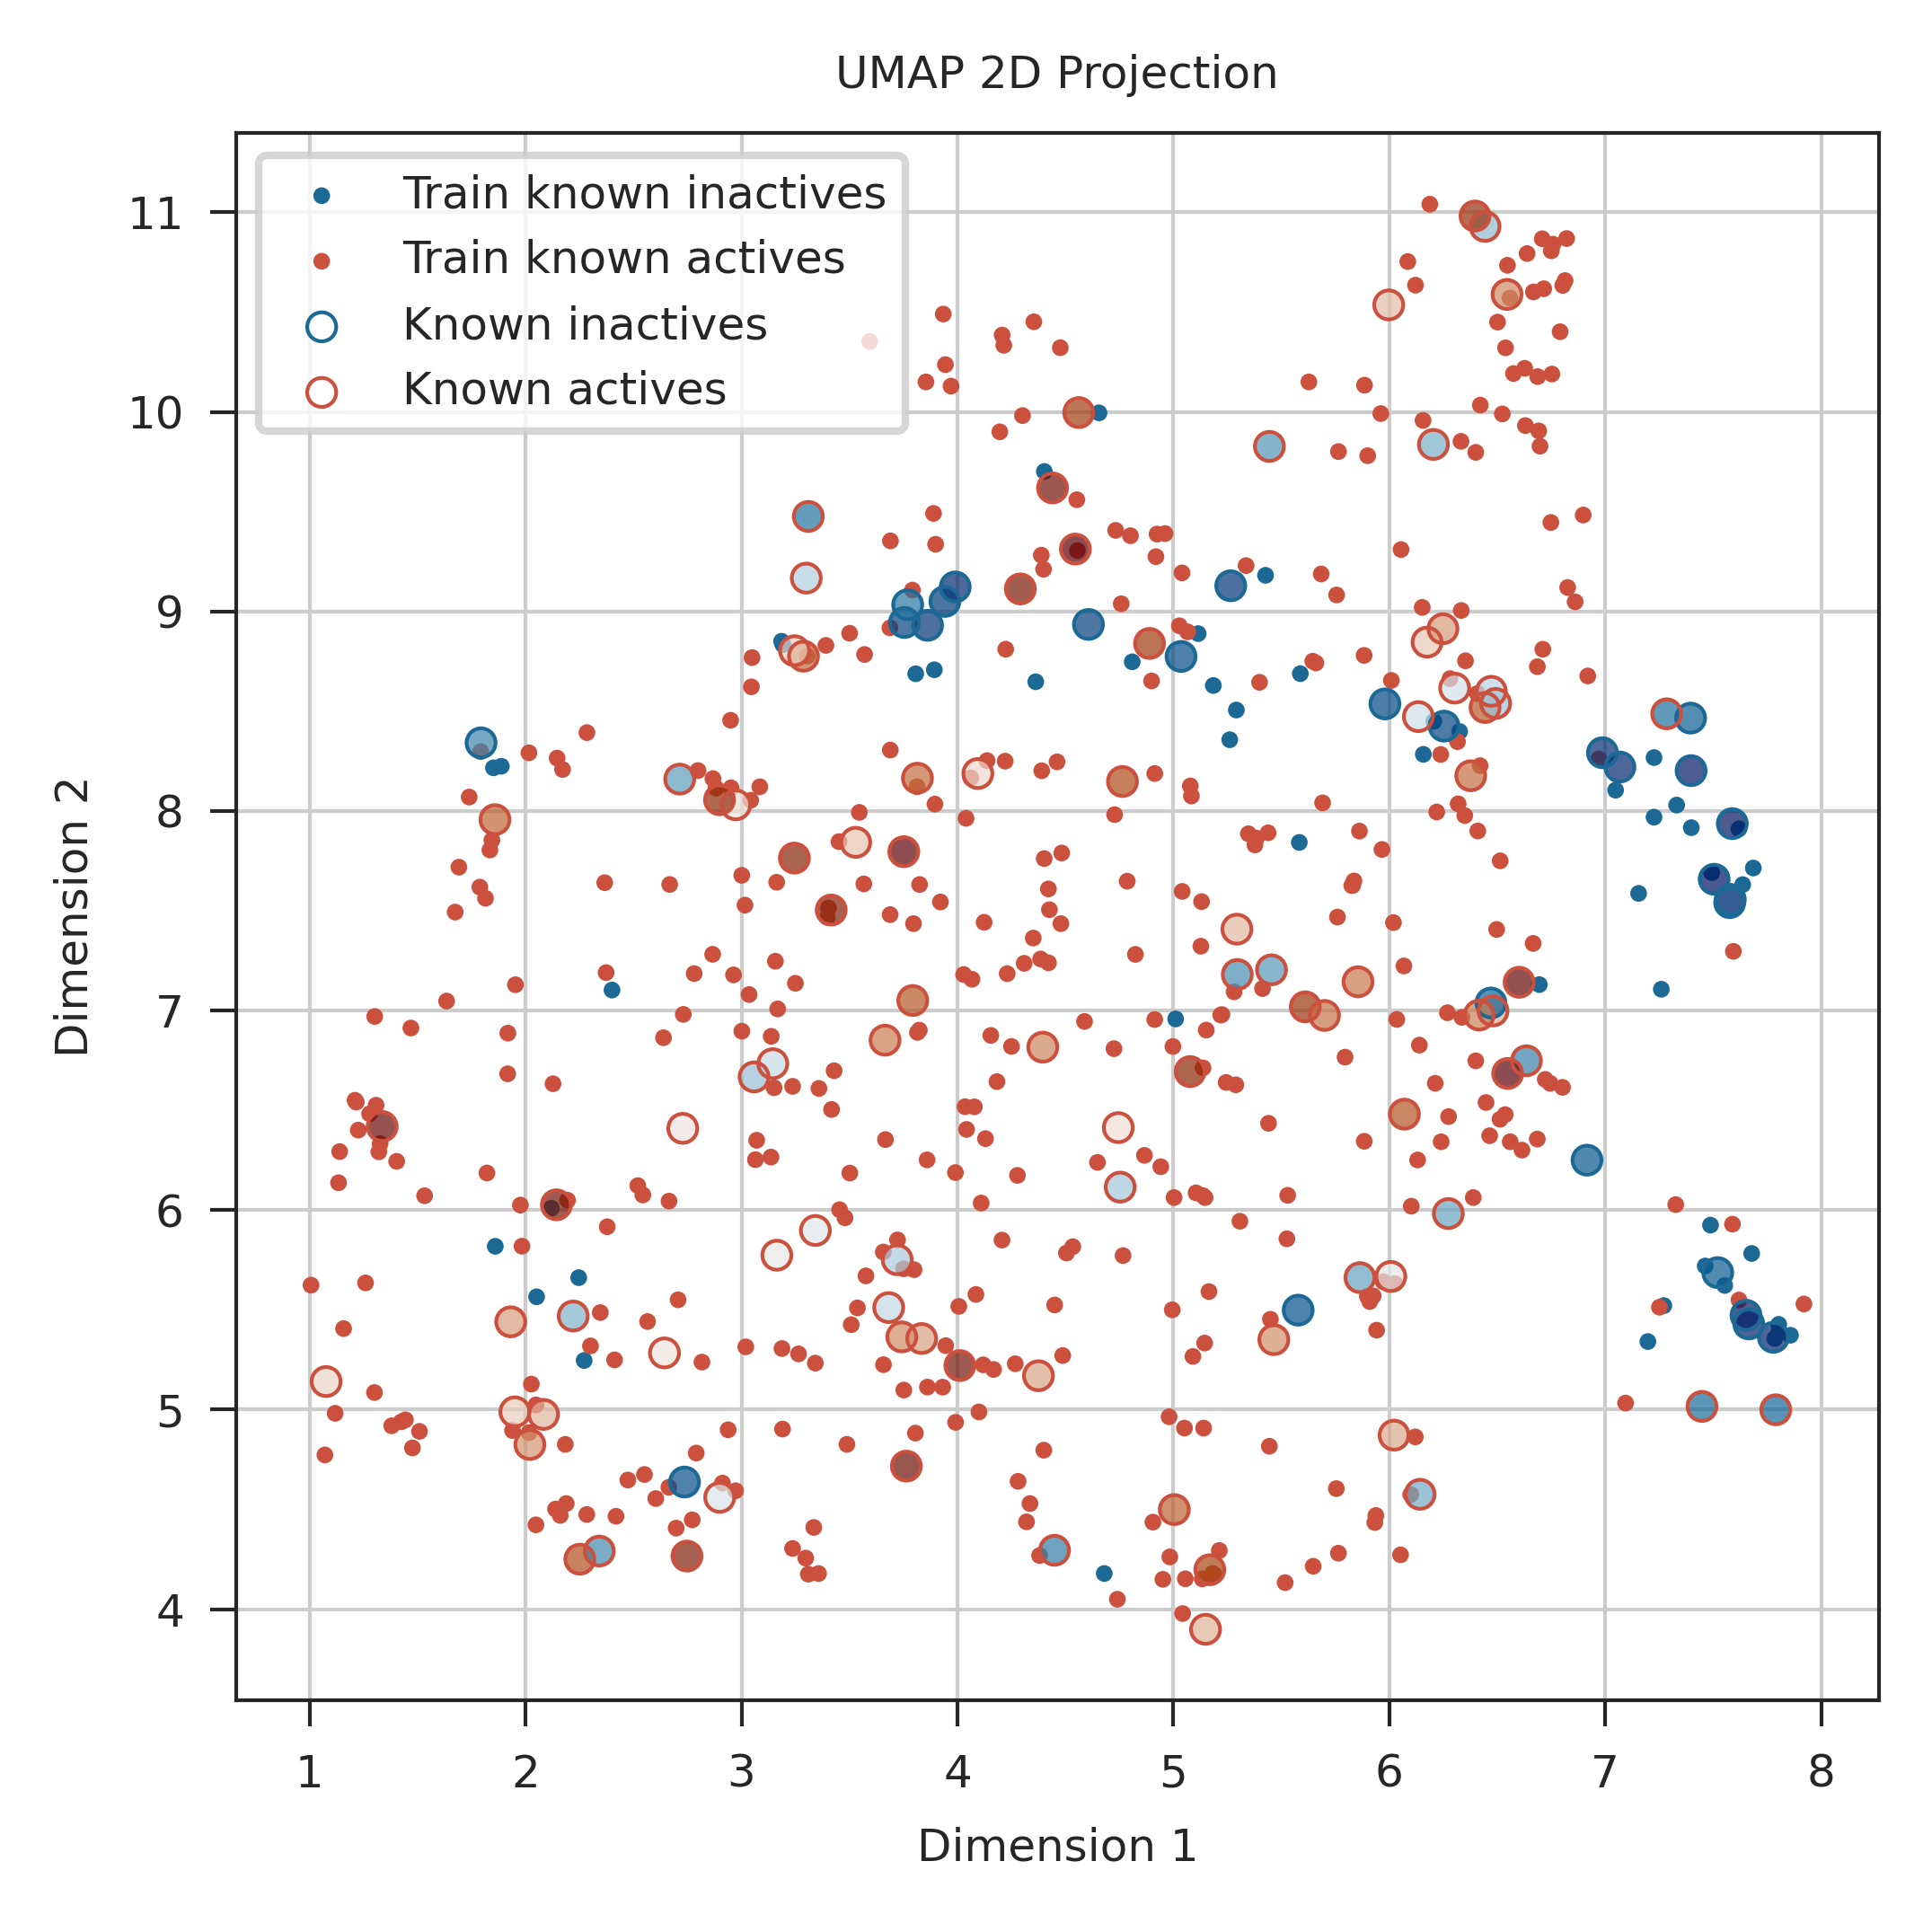 UMAP 2D Projection
Train known inactives
Train known actives
Known inactives
Known actives
11
10
9
8
7
6
5
4
Dimension 2
1 2 3 4 5 6 7 8
Dimension 1